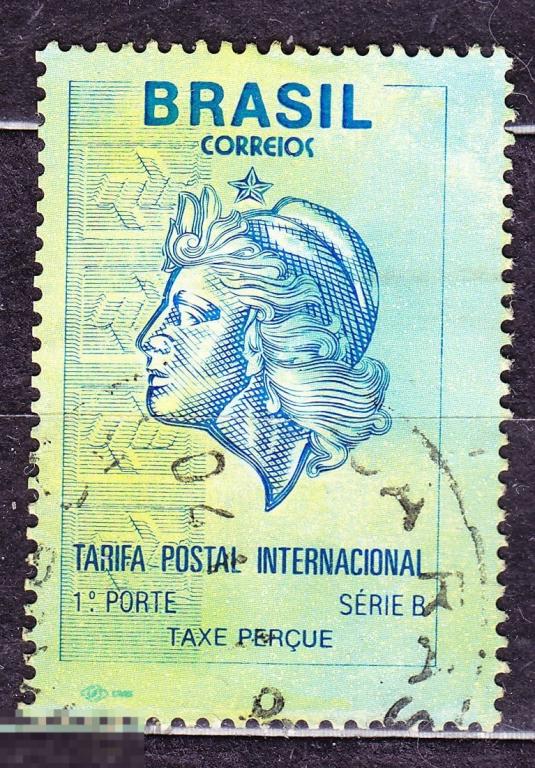 BRASIL
CORREIOS
TARIFA POSTAL INTERNACIONAL
1º PORTE SÉRIE B
TAXE PERÇUE